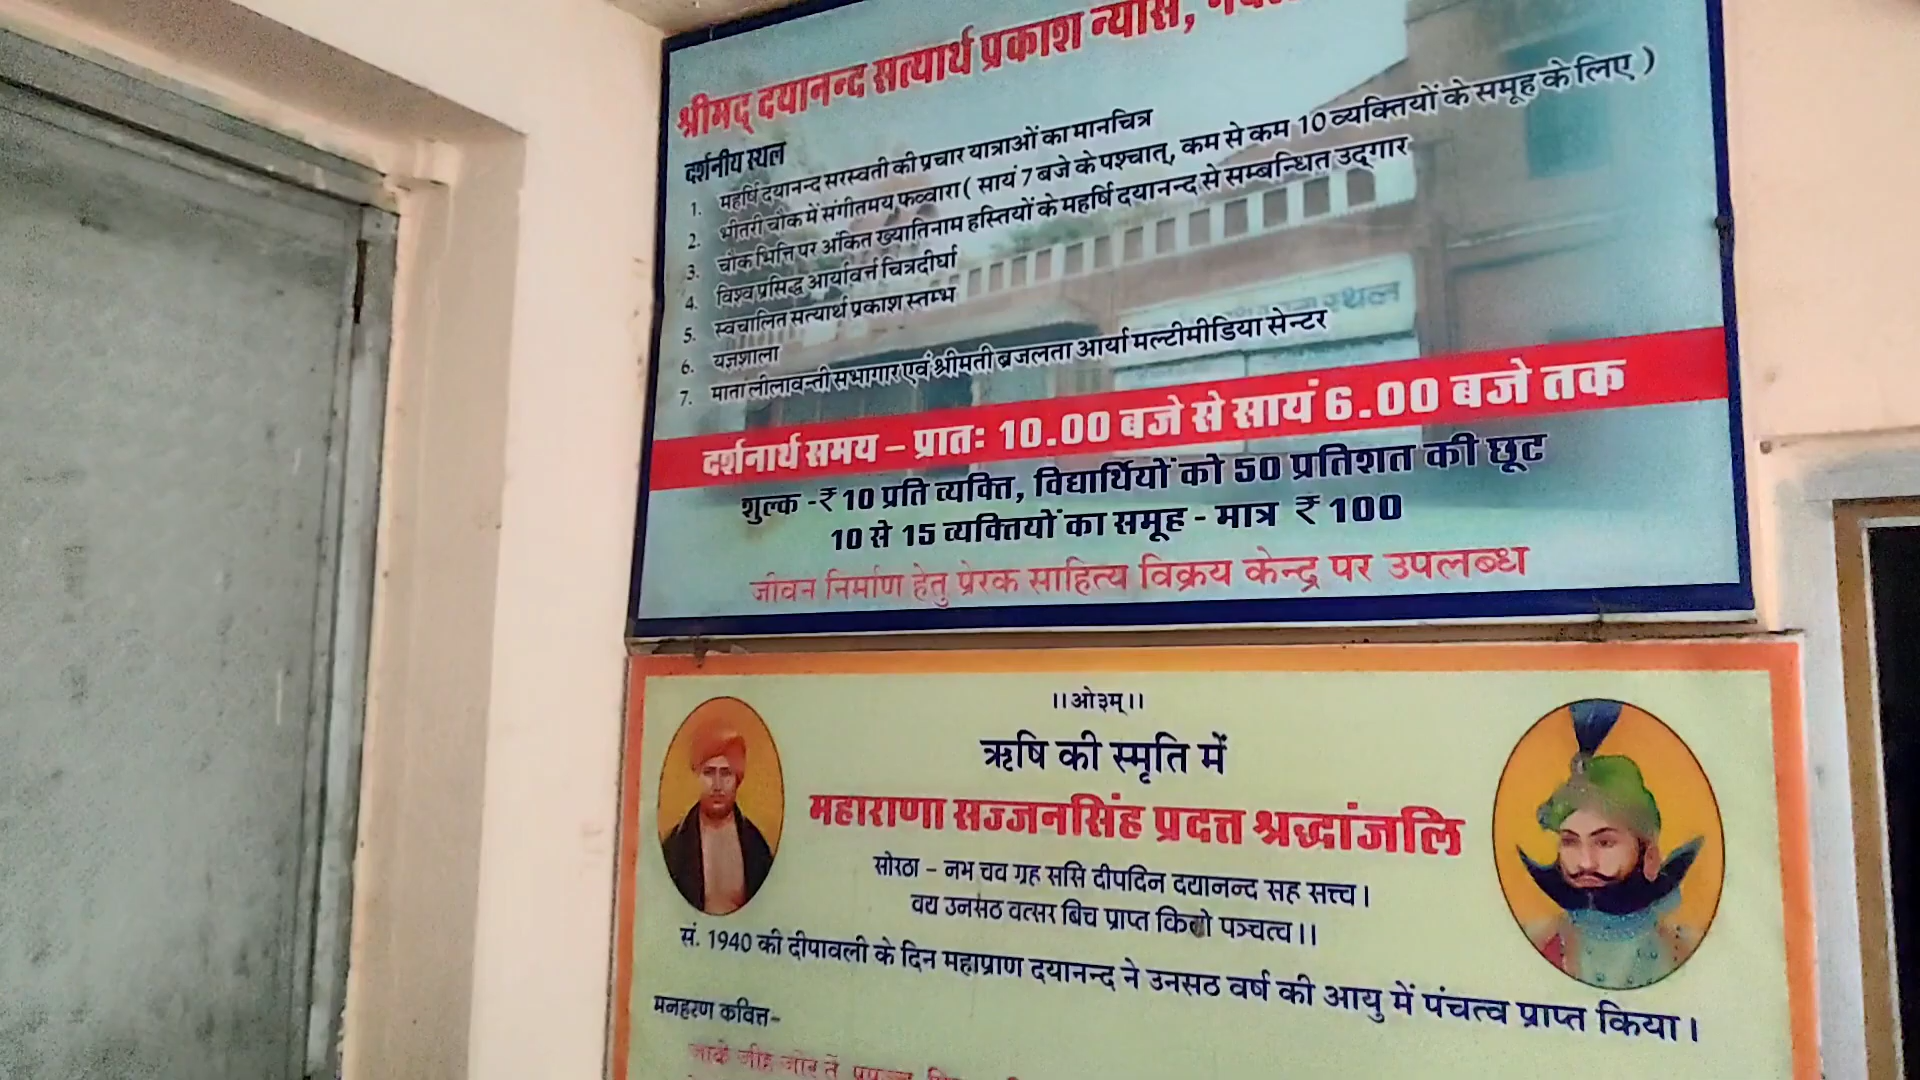 श्रीमद् दयानन्द सत्यार्थ प्रकाश न्यास,
दर्शनीय स्थल
1. महर्षि दयानन्द सरस्वती की प्रचार यात्राओं का मानचित्र
2. भीतरी चौक में संगीतमय फव्वारा ( सायं 7 बजे के पश्चात्, कम से कम 10 व्यक्तियों के समूह के लिए )
3. चौक भित्ति पर अंकित ख्यातिनाम हस्तियों के महर्षि दयानन्द से सम्बन्धित उद्गार
4. विश्व प्रसिद्ध आर्यावर्त्त चित्रदीर्घा
5. स्वचालित सत्यार्थ प्रकाश स्तम्भ
6. यज्ञशाला
7. माता लीलावन्ती सभागार एवं श्रीमती ब्रजलता आर्या मल्टीमीडिया सेन्टर
दर्शनार्थ समय – प्रातः 10.00 बजे से सायं 6.00 बजे तक
शुल्क -₹ 10 प्रति व्यक्ति, विद्यार्थियों को 50 प्रतिशत की छूट
10 से 15 व्यक्तियों का समूह - मात्र ₹ 100
जीवन निर्माण हेतु प्रेरक साहित्य विक्रय केन्द्र पर उपलब्ध
।।ओ३म्।।
ऋषि की स्मृति में
महाराणा सज्जनसिंह प्रदत्त श्रद्धांजलि
सोरठा – नभ चव ग्रह ससि दीपदिन दयानन्द सह सत्त्व।
वय उनसठ वत्सर बिच प्राप्त कियो पञ्चत्व।।
सं. 1940 की दीपावली के दिन महाप्राण दयानन्द ने उनसठ वर्ष की आयु में पंचत्व प्राप्त किया।
मनहरण कवित्त-
जाके जीह जोर तें